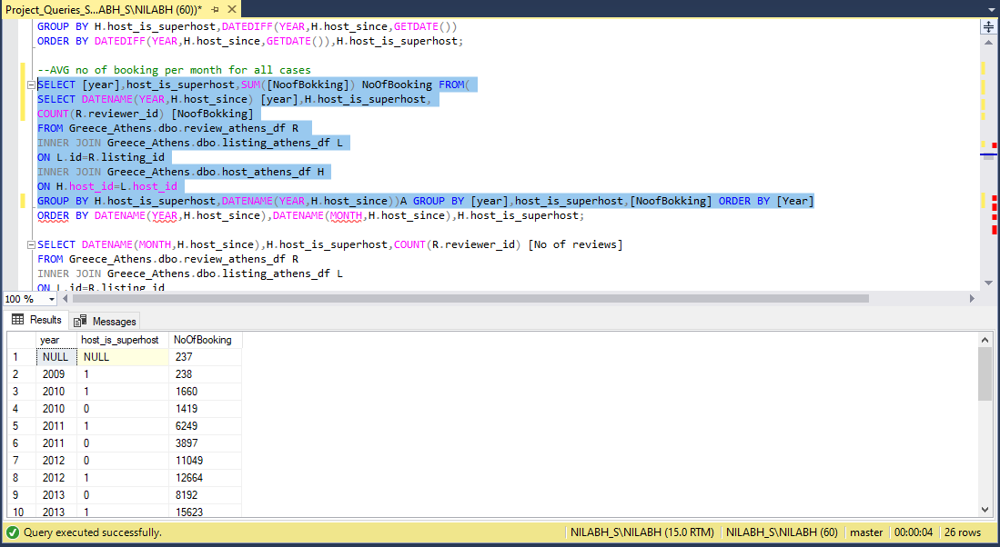 Project_Queries_S...ABH_S\NILABH (60))*
GROUP BY H.host_is_superhost,DATEDIFF(YEAR,H.host_since,GETDATE())
ORDER BY DATEDIFF(YEAR,H.host_since,GETDATE()),H.host_is_superhost;
--AVG no of booking per month for all cases
SELECT [year],host_is_superhost,SUM([NoofBokking]) NoOfBooking FROM(
SELECT DATENAME(YEAR,H.host_since) [year],H.host_is_superhost,
COUNT(R.reviewer_id) [NoofBokking]
FROM Greece_Athens.dbo.review_athens_df R
INNER JOIN Greece_Athens.dbo.listing_athens_df L
ON L.id=R.listing_id
INNER JOIN Greece_Athens.dbo.host_athens_df H
ON H.host_id=L.host_id
GROUP BY H.host_is_superhost,DATENAME(YEAR,H.host_since))A GROUP BY [year],host_is_superhost,[NoofBokking] ORDER BY [Year]
ORDER BY DATENAME(YEAR,H.host_since),DATENAME(MONTH,H.host_since),H.host_is_superhost;
SELECT DATENAME(MONTH,H.host_since),H.host_is_superhost,COUNT(R.reviewer_id) [No of reviews]
FROM Greece_Athens.dbo.review_athens_df R
INNER JOIN Greece_Athens.dbo.listing_athens_df L
ON L.id=R.listing_id
100 %
Results Messages
year host_is_superhost NoOfBooking
1 NULL NULL 237
2 2009 1 238
3 2010 1 1660
4 2010 0 1419
5 2011 1 6249
6 2011 0 3897
7 2012 0 11049
8 2012 1 12664
9 2013 0 8192
10 2013 1 15623
Query executed successfully. NILABH_S\NILABH (15.0 RTM) NILABH_S\NILABH (60) master 00:00:04 26 rows